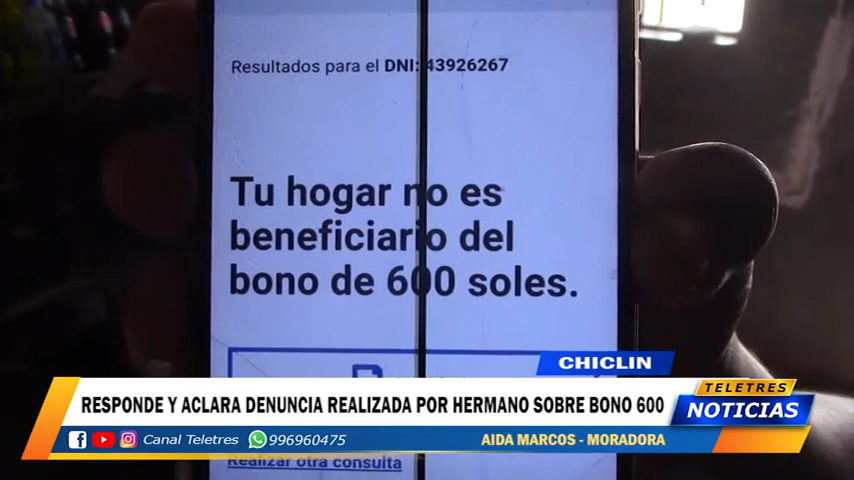 Resultados para el DNI: 43926267
Tu hogar no es
beneficiario del
bono de 600 soles.
CHICLIN
RESPONDE Y ACLARA DENUNCIA REALIZADA POR HERMANO SOBRE BONO 600
TELETRES
NOTICIAS
Canal Teletres 996960475
AIDA MARCOS - MORADORA
Realizar otra consulta